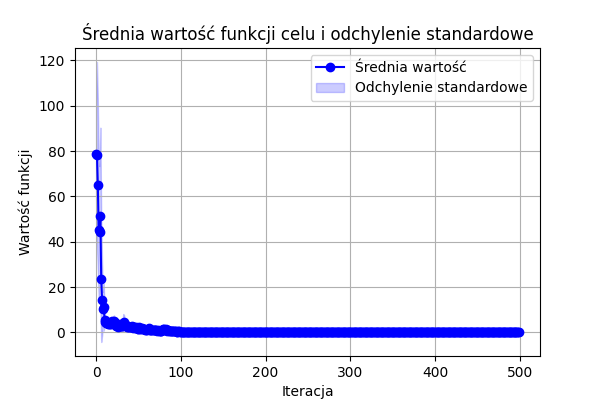 Średnia wartość funkcji celu i odchylenie standardowe
Średnia wartość
Odchylenie standardowe
Wartość funkcji
120
100
80
60
40
20
0
0 100 200 300 400 500
Iteracja